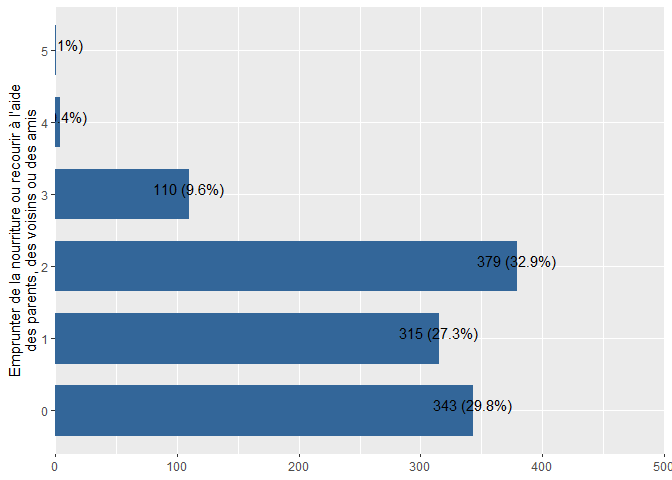 Emprunter de la nourriture ou recourir à l'aide
des parents, des voisins ou des amis
5 1%)
4 .4%)
3 110 (9.6%)
2 379 (32.9%)
1 315 (27.3%)
0 343 (29.8%)
0 100 200 300 400 500